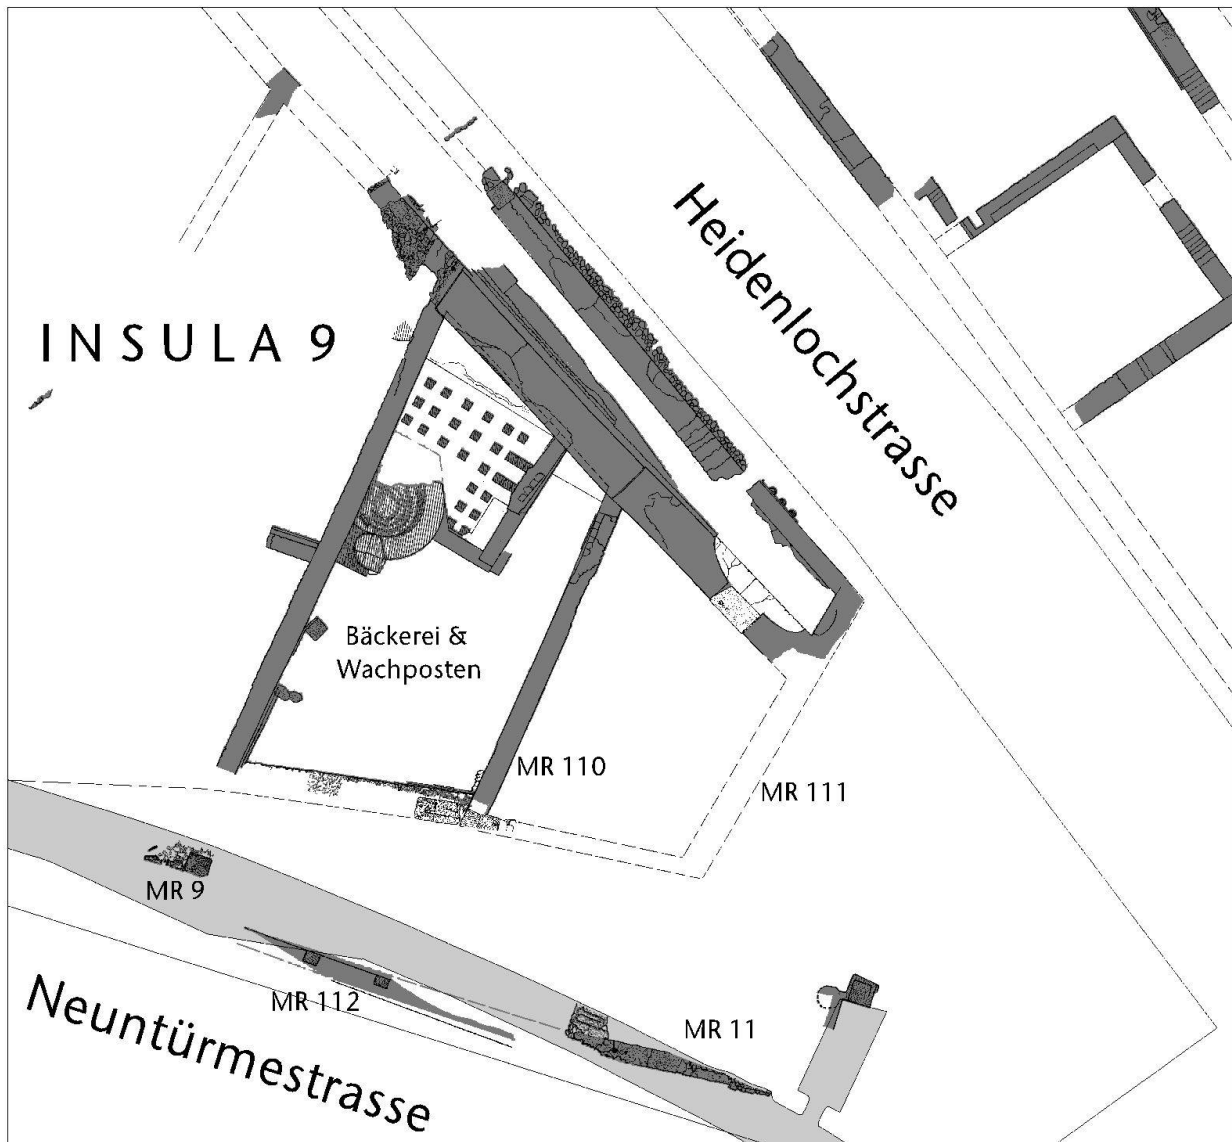 Heidenlochstrasse
INSULA 9
Bäckerei &
Wachposten
MR 110
MR 111
MR 9
MR 112
MR 11
Neuntürmestrasse